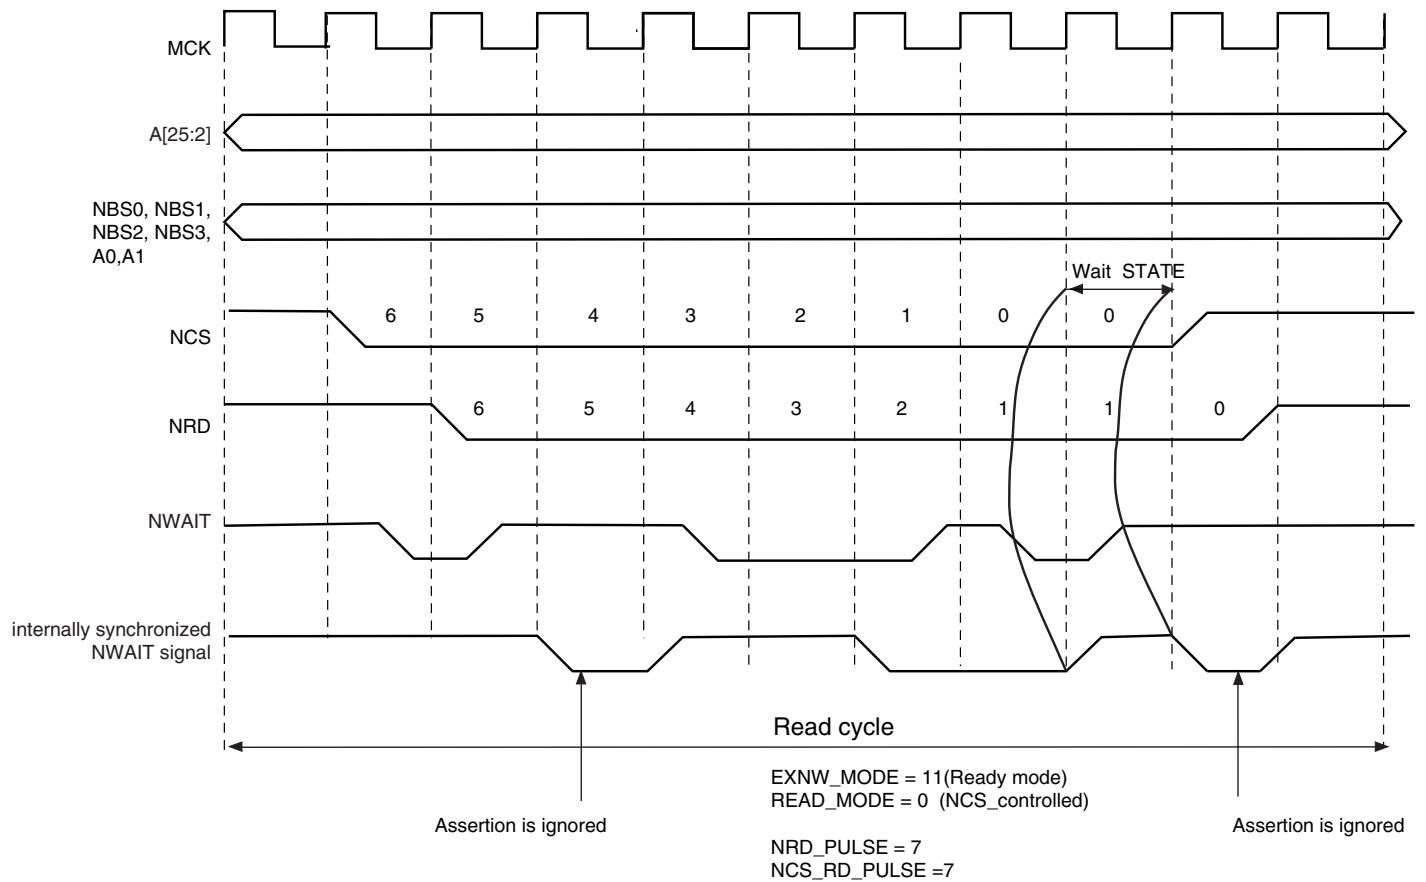 MCK
A[25:2]
NBS0, NBS1,
NBS2, NBS3,
A0,A1
Wait STATE
NCS
6 5 4 3 2 1 0 0
NRD
6 5 4 3 2 1 1 0
NWAIT
internally synchronized
NWAIT signal
Read cycle
EXNW_MODE = 11(Ready mode)
READ_MODE = 0 (NCS_controlled)
Assertion is ignored
Assertion is ignored
NRD_PULSE = 7
NCS_RD_PULSE =7